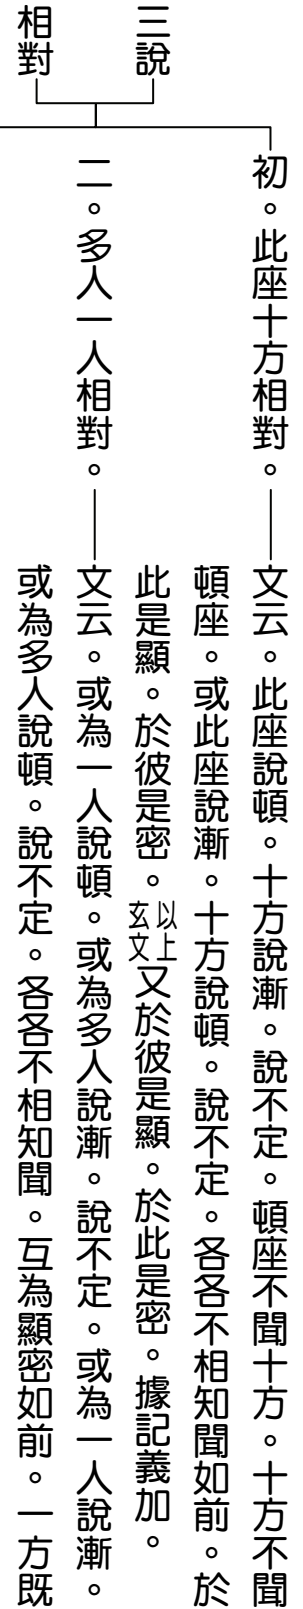 三說
相對
初。此座十方相對。
文云。此座說頓。十方說漸。說不定。頓座不聞十方。十方不聞
頓座。或此座說漸。十方說頓。說不定。各各不相知聞如前。於
此是顯。於彼是密。以上玄文又於彼是顯。於此是密。據記義加。
二。多人一人相對。
文云。或為一人說頓。或為多人說漸。說不定。或為一人說漸。
或為多人說頓。說不定。各各不相知聞。互為顯密如前。一方既